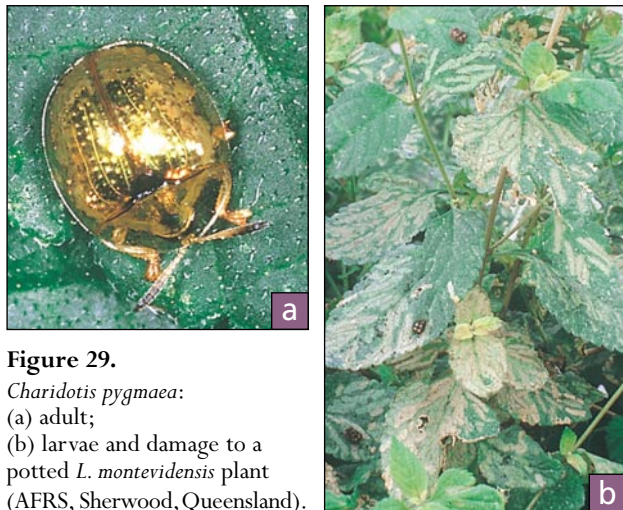 a
b
Figure 29.
Charidotis pygmaea:
(a) adult;
(b) larvae and damage to a
potted L. montevidensis plant
(AFRS, Sherwood, Queensland).